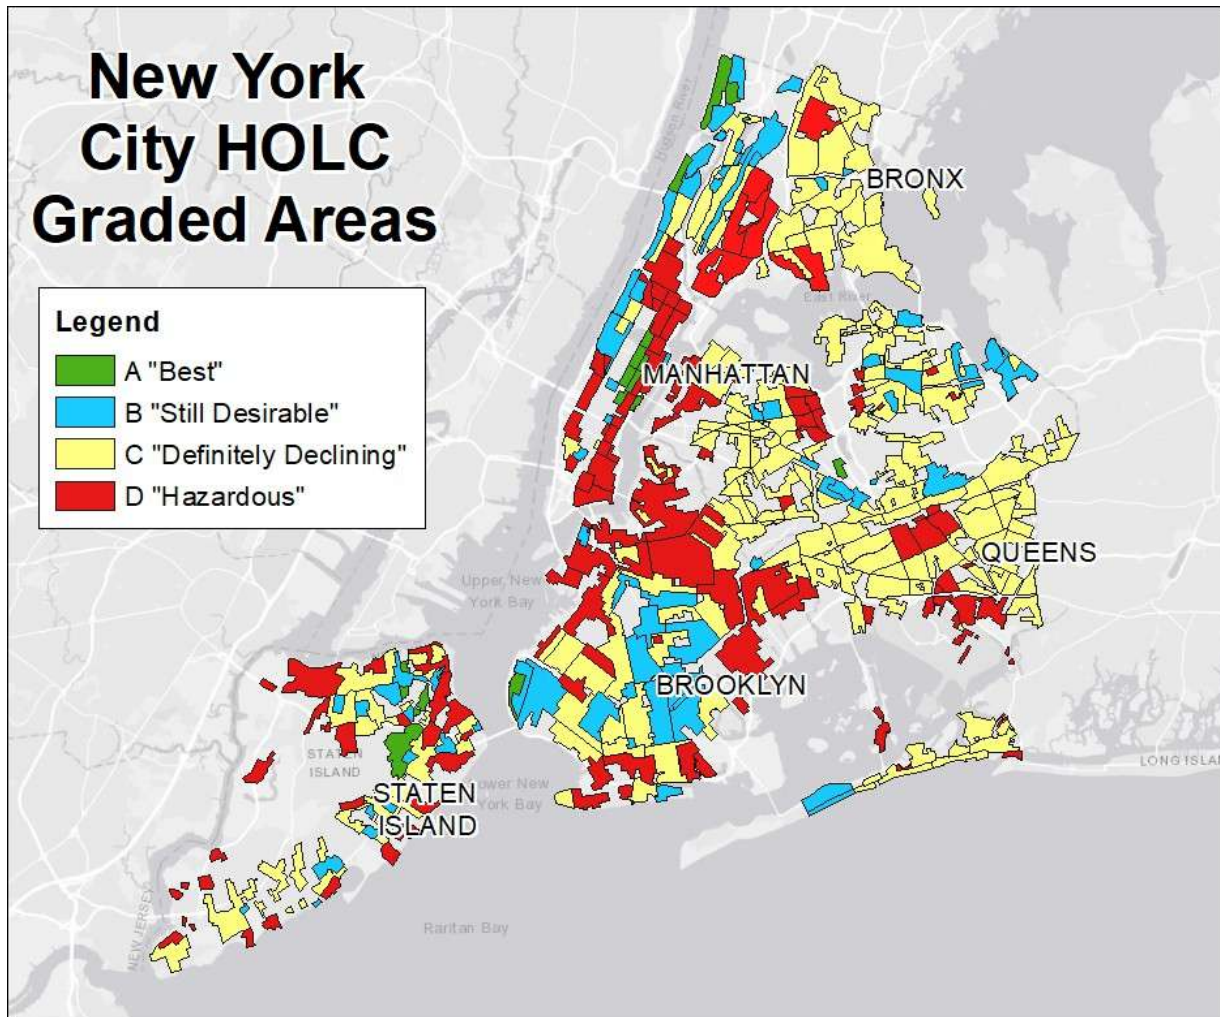 New York
City HOLC
Graded Areas
Legend
A "Best"
B "Still Desirable"
C "Definitely Declining"
D "Hazardous"
Hudson River
BRONX
East River
MANHATTAN
QUEENS
Upper New
York Bay
BROOKLYN
STATEN
ISLAND
LONG ISLAN
Lower New
York Bay
STATEN
ISLAND
NEW JERSEY
Raritan Bay